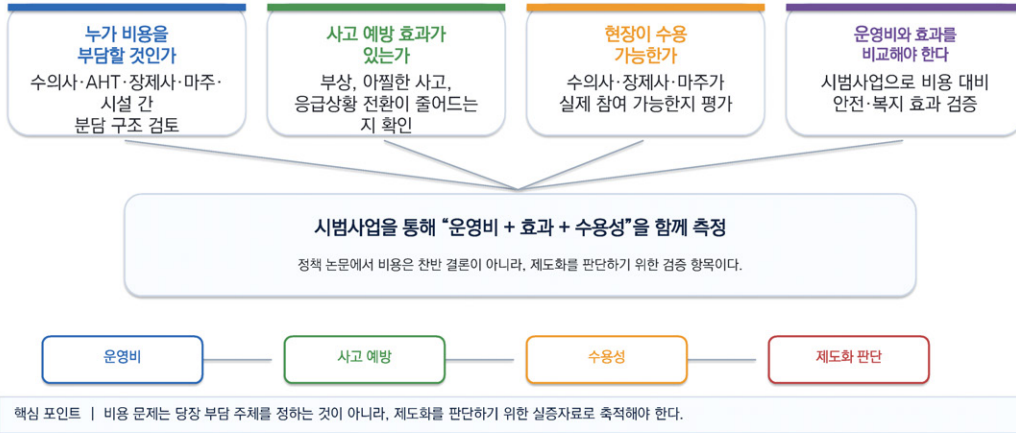 누가 비용을
부담할 것인가
수의사·AHT·장제사·마주·
시설 간
분담 구조 검토
사고 예방 효과가
있는가
부상, 아찔한 사고,
응급상황 전환이 줄어드는
지 확인
현장이 수용
가능한가
수의사·장제사·마주가
실제 참여 가능한지 평가
운영비와 효과를
비교해야 한다
시범사업으로 비용 대비
안전·복지 효과 검증
시범사업을 통해 “운영비 + 효과 + 수용성”을 함께 측정
정책 논문에서 비용은 찬반 결론이 아니라, 제도화를 판단하기 위한 검증 항목이다.
운영비
사고 예방
수용성
제도화 판단
핵심 포인트 | 비용 문제는 당장 부담 주체를 정하는 것이 아니라, 제도화를 판단하기 위한 실증자료로 축적해야 한다.